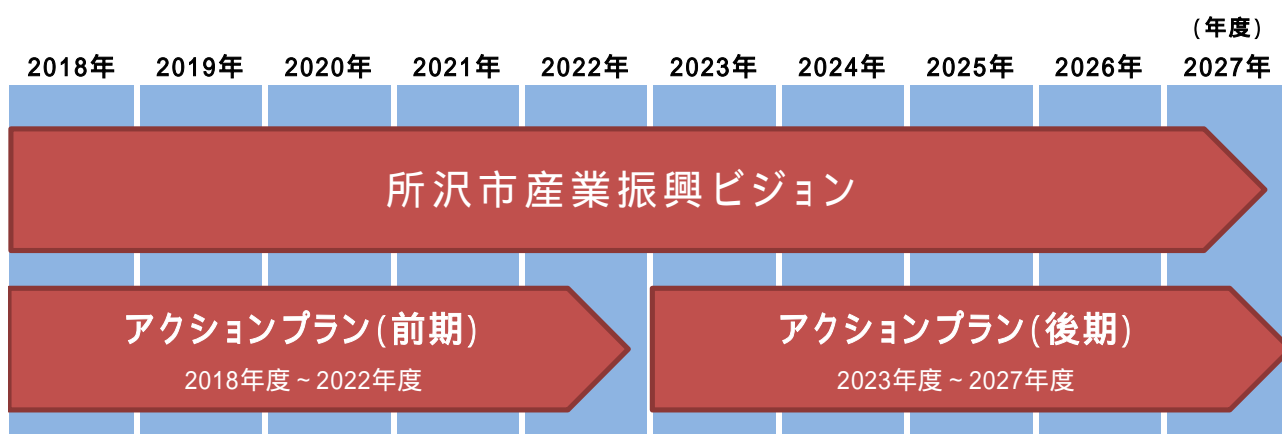 (年度)
2018年 2019年 2020年 2021年 2022年 2023年 2024年 2025年 2026年 2027年
所沢市産業振興ビジョン
アクションプラン(前期) アクションプラン(後期)
2018年度~2022年度 2023年度~2027年度